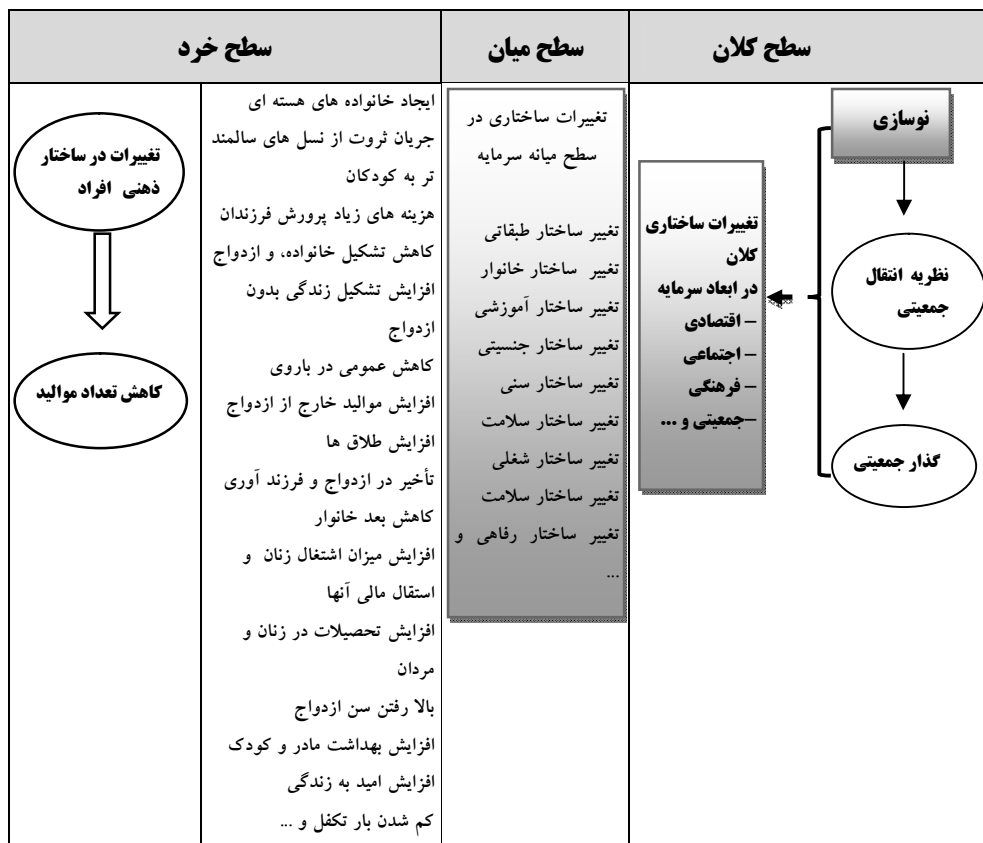 سطح کلان
سطح میان
سطح خرد
نوسازی
نظریه انتقال
جمعیتی
گذار جمعیتی
تغییرات ساختاری
کلان
در ابعاد سرمایه
– اقتصادی
– اجتماعی
– فرهنگی
–جمعیتی و ...
تغییرات ساختاری در
سطح میانه سرمایه
تغییر ساختار طبقاتی
تغییر ساختار خانوار
تغییر ساختار آموزشی
تغییر ساختار جنسیتی
تغییر ساختار سنی
تغییر ساختار سلامت
تغییر ساختار شغلی
تغییر ساختار سلامت
تغییر ساختار رفاهی و
...
ایجاد خانواده های هسته ای
جریان ثروت از نسل های سالمند
تر به کودکان
هزینه های زیاد پرورش فرزندان
کاهش تشکیل خانواده، و ازدواج
افزایش تشکیل زندگی بدون
ازدواج
کاهش عمومی در باروی
افزایش موالید خارج از ازدواج
افزایش طلاق ها
تأخیر در ازدواج و فرزند آوری
کاهش بعد خانوار
افزایش میزان اشتغال زنان و
استقال مالی آنها
افزایش تحصیلات در زنان و
مردان
بالا رفتن سن ازدواج
افزایش بهداشت مادر و کودک
افزایش امید به زندگی
کم شدن بار تکفل و ...
تغییرات در ساختار
ذهنی افراد
کاهش تعداد موالید